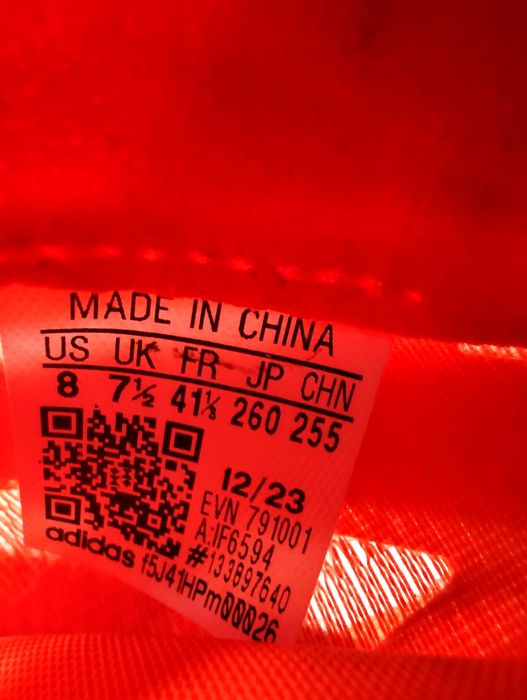 MADE IN CHINA
US UK FR JP CHN
8 7½ 41⅓ 260 255
12/23
EVN 791001
A:IF6594
#133897640
adidas f5J41HPm00026